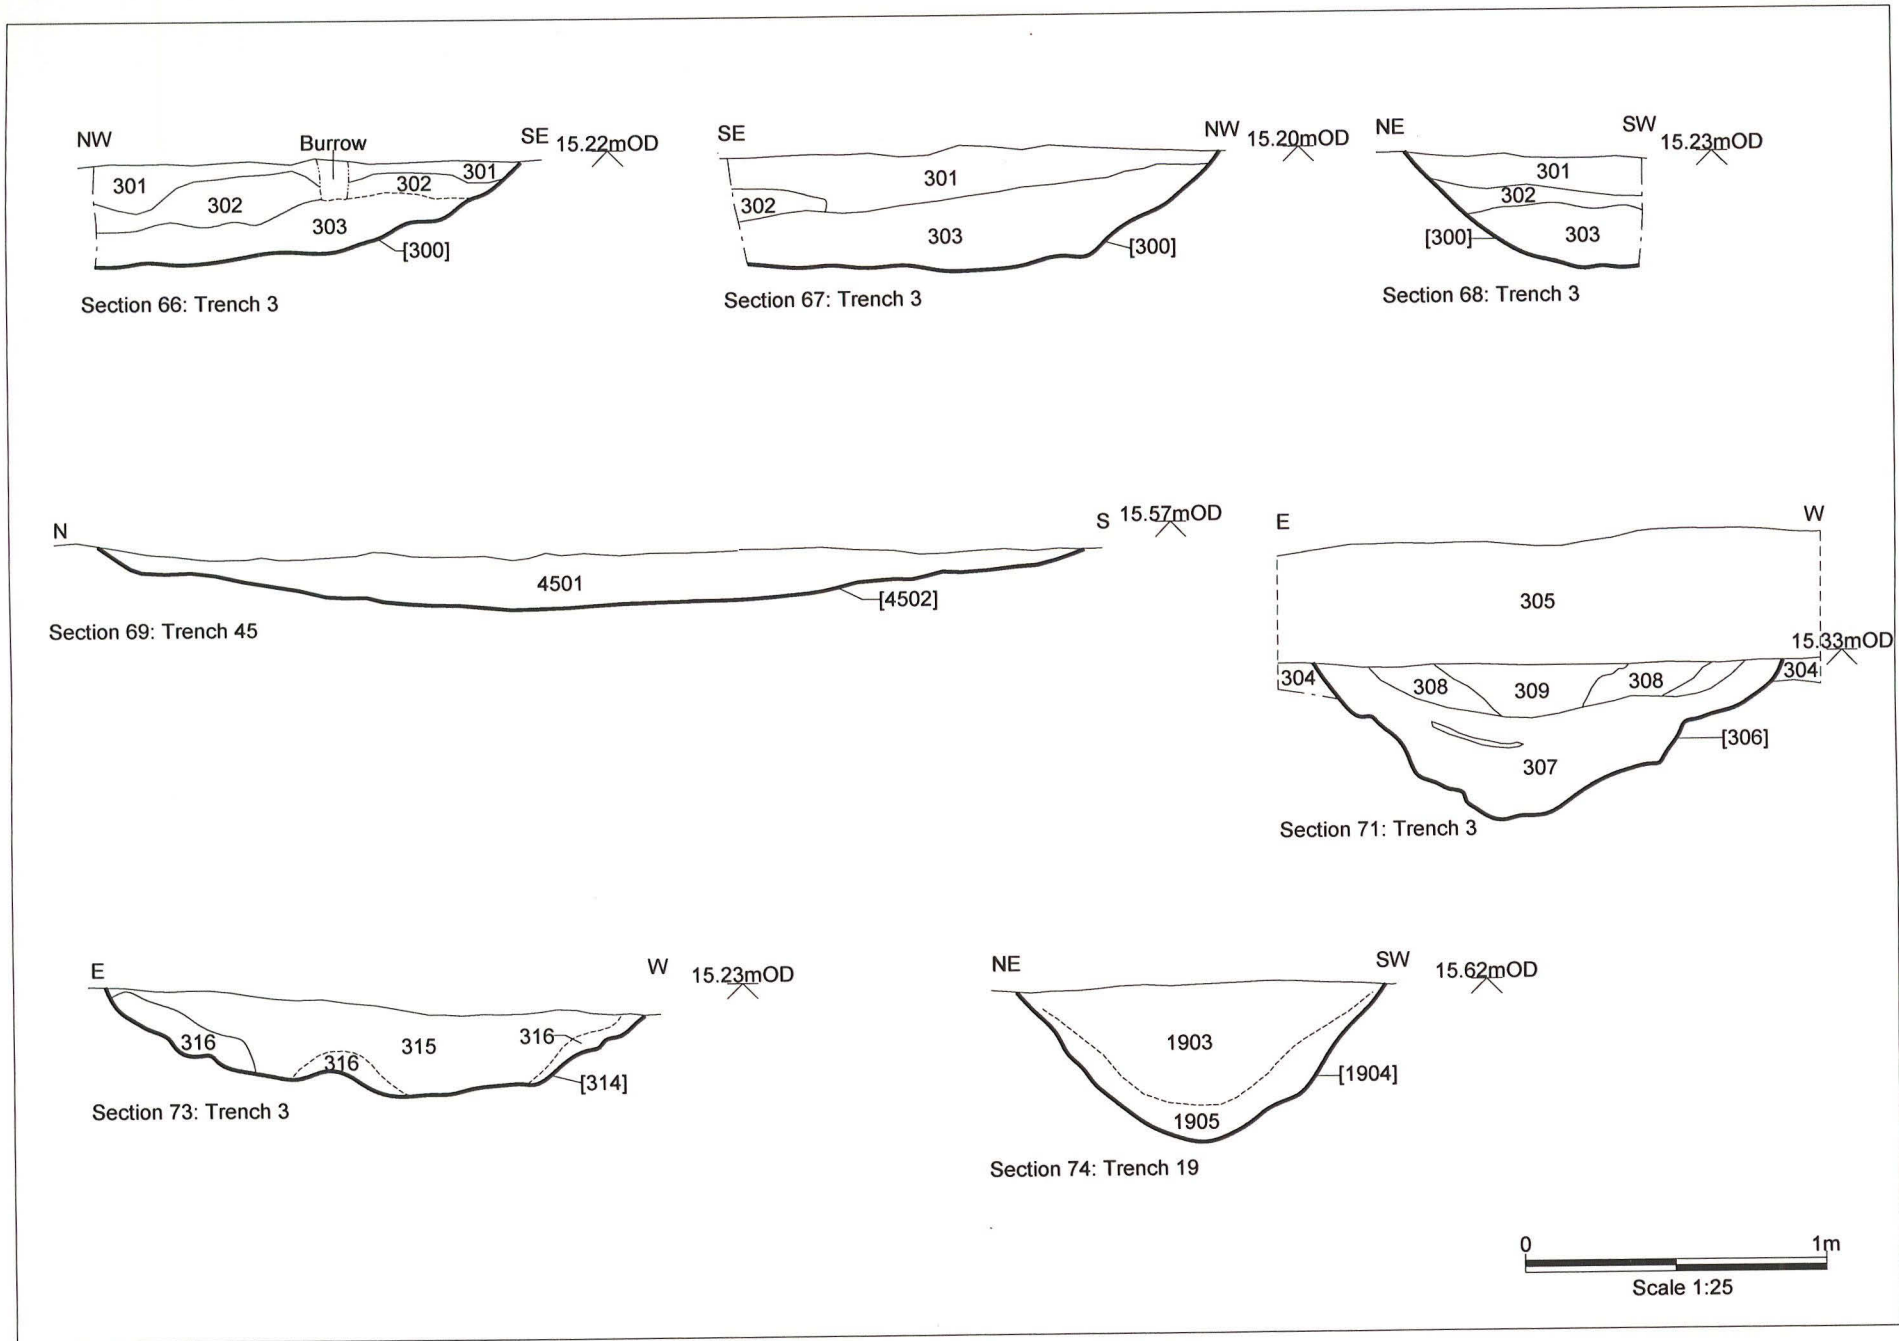 NW
Burrow
SE 15.22mOD
301
302
302
301
303
[300]
Section 66: Trench 3
SE
NW 15.20mOD
301
302
303
[300]
Section 67: Trench 3
NE
SW 15.23mOD
301
302
[300]
303
Section 68: Trench 3
N
S 15.57mOD
4501
[4502]
Section 69: Trench 45
E
W
305
15.33mOD
304
308
309
308
304
[306]
307
Section 71: Trench 3
E
W 15.23mOD
316
316
315
316
[314]
Section 73: Trench 3
NE
SW 15.62mOD
1903
[1904]
1905
Section 74: Trench 19
0 1m
Scale 1:25